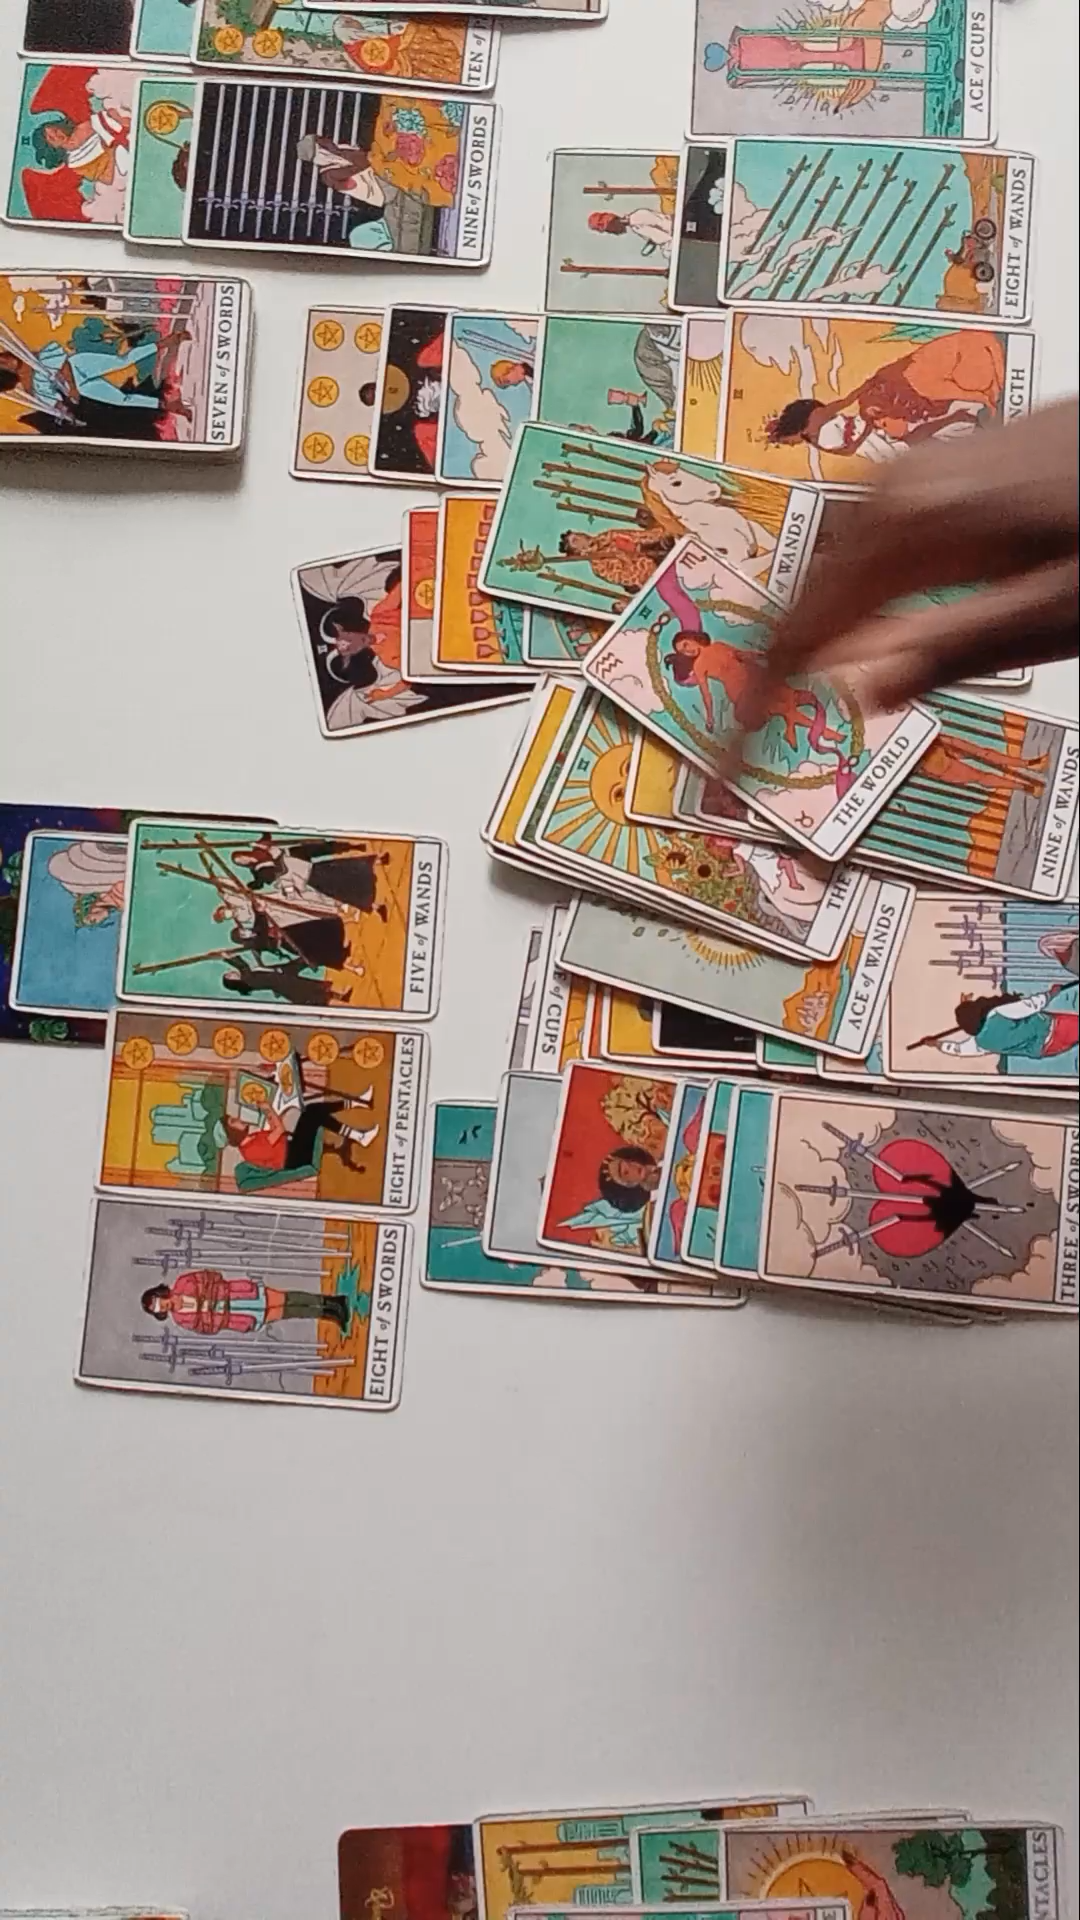 TEN of
ACE of CUPS
NINE of SWORDS
EIGHT of WANDS
SEVEN of SWORDS
NGTH
of WANDS
THE WORLD
NINE of WANDS
THE
FIVE of WANDS
ACE of WANDS
of CUPS
EIGHT of PENTACLES
THREE of SWORDS
EIGHT of SWORDS
NTACLES